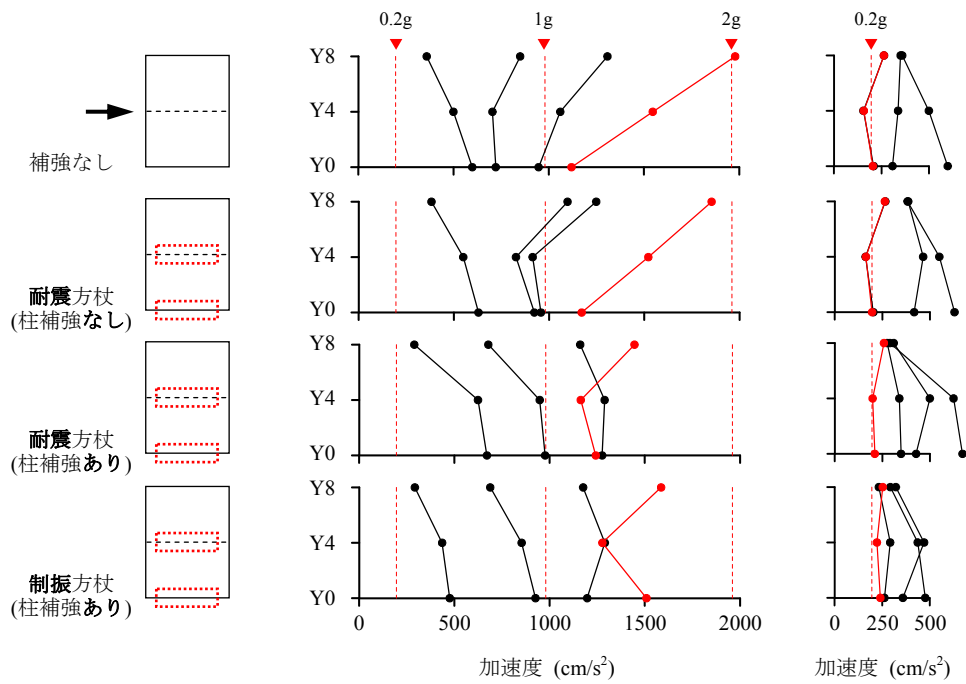 0.2g 1g 2g 0.2g
Y8
Y4
Y0
補強なし
Y8
Y4
Y0
耐震方杖
(柱補強なし)
Y8
Y4
Y0
耐震方杖
(柱補強あり)
Y8
Y4
Y0
制振方杖
(柱補強あり)
0 500 1000 1500 2000
0 250 500
加速度 (cm/s²)
加速度 (cm/s²)